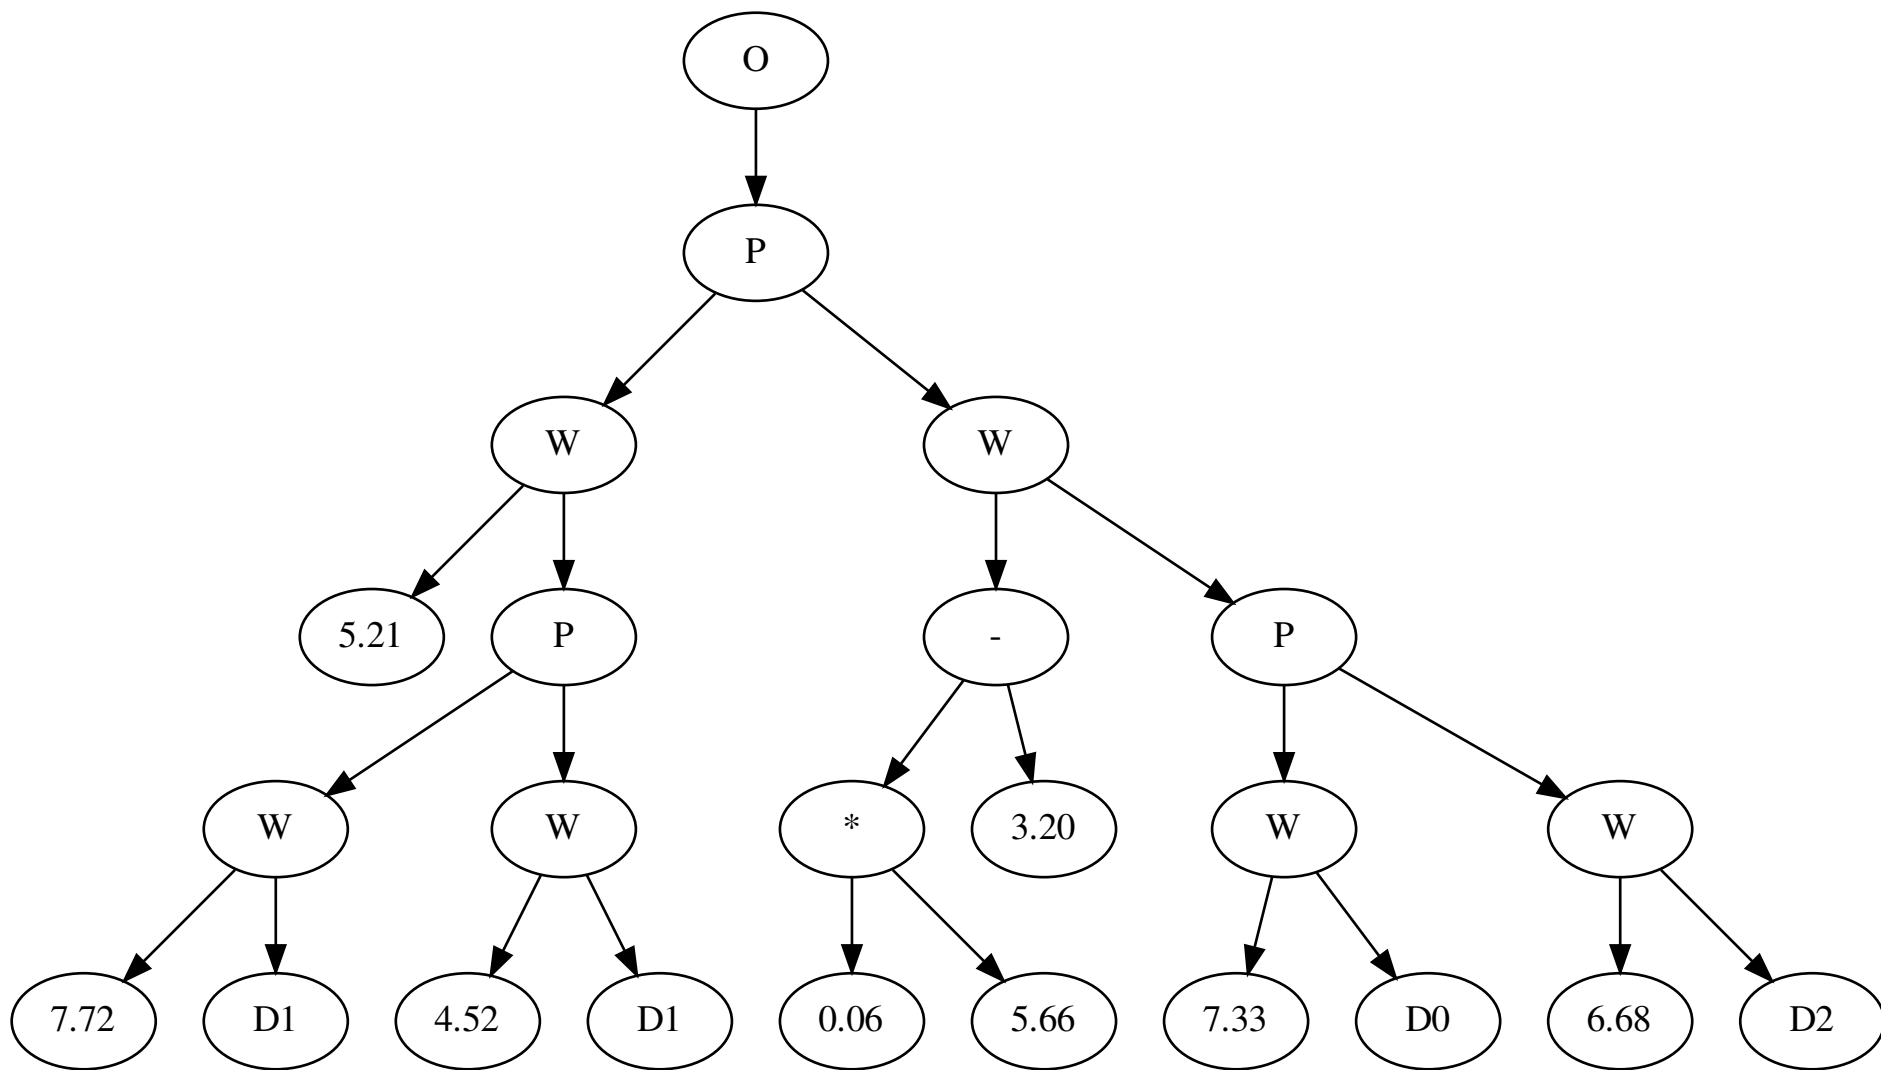 O
P
W W
5.21 P - P
W W * 3.20 W W
7.72 D1 4.52 D1 0.06 5.66 7.33 D0 6.68 D2